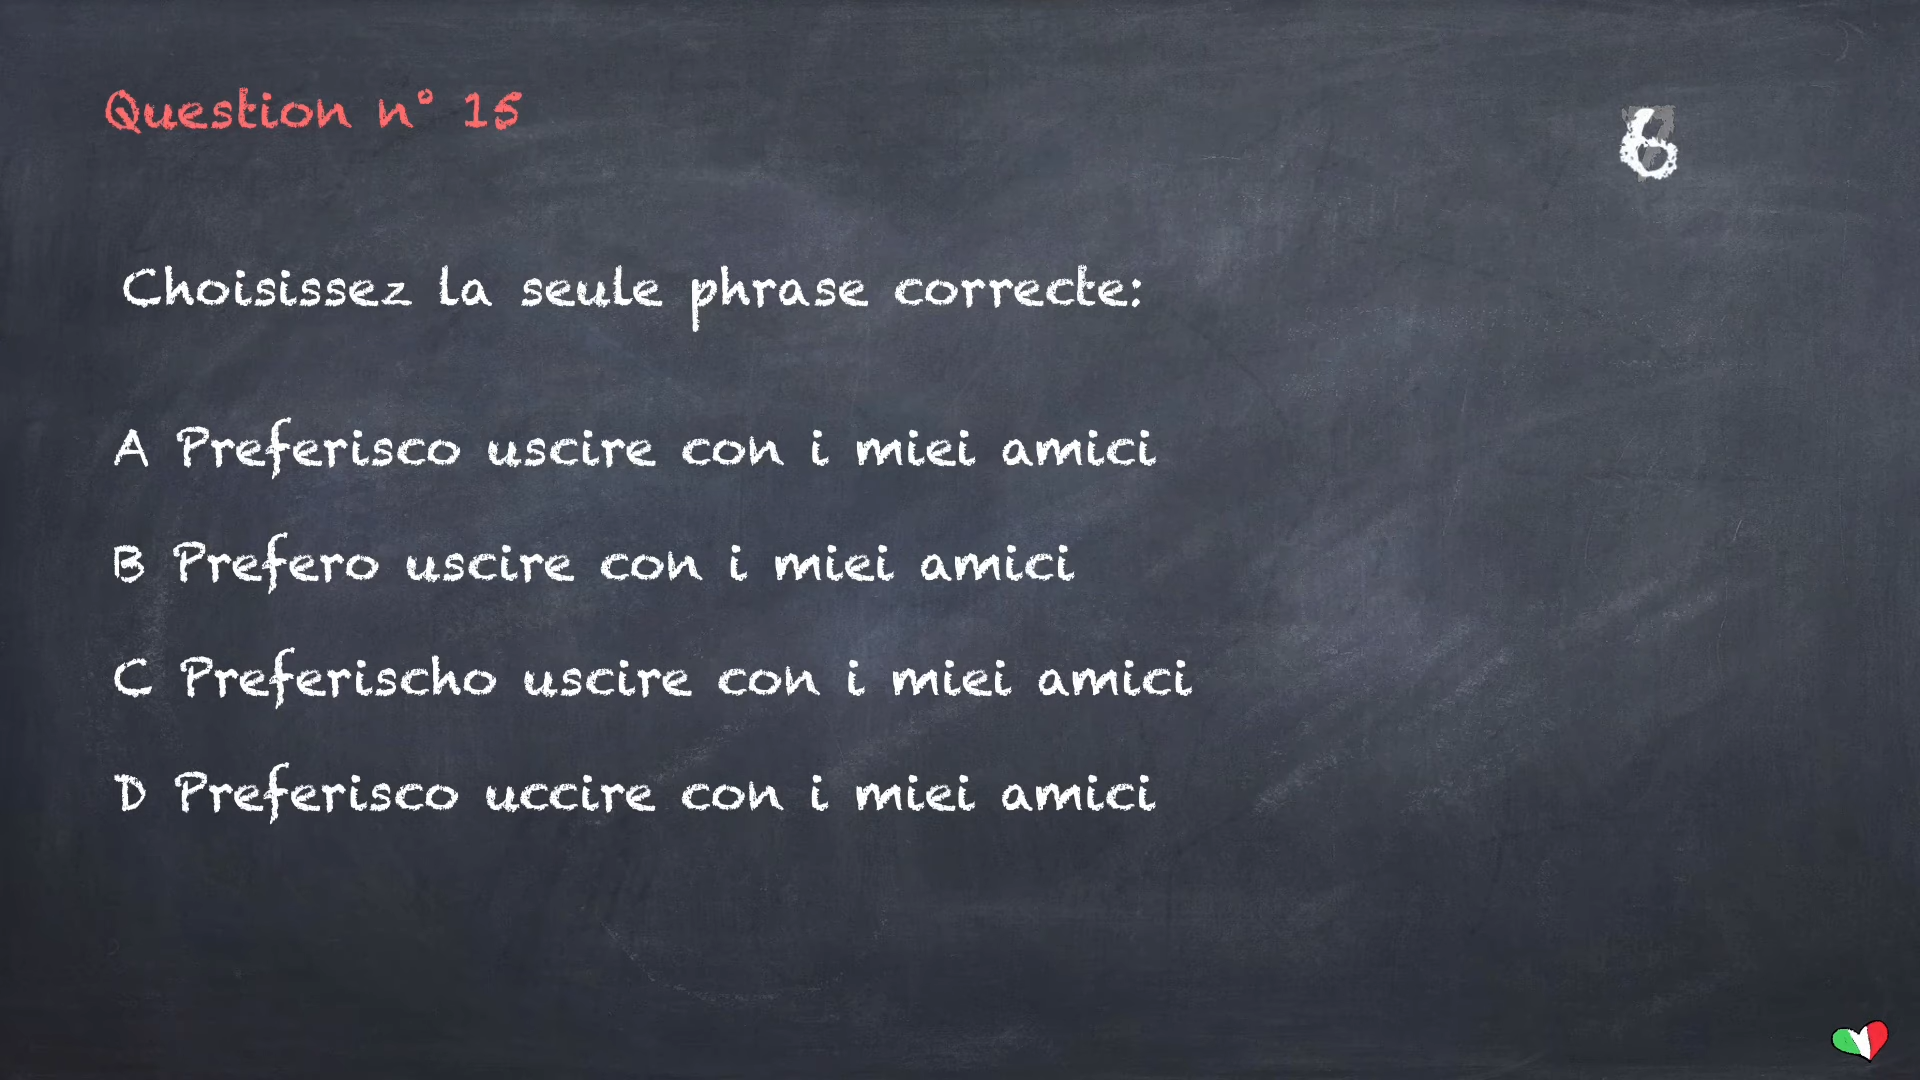 Question n° 15
6
Choisissez la seule phrase correcte:
A Preferisco uscire con i miei amici
B Prefero uscire con i miei amici
C Preferischo uscire con i miei amici
D Preferisco uccire con i miei amici